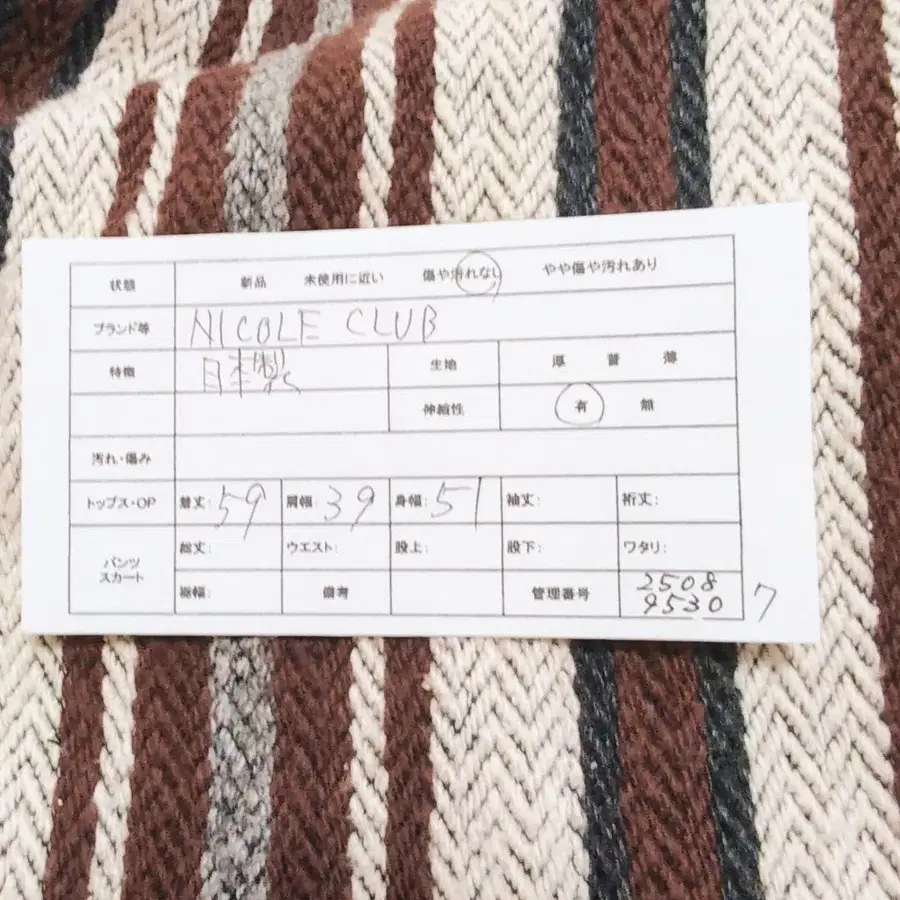 状態 新品 未使用に近い 傷や汚れなし やや傷や汚れあり
ブランド等 NICOLE CLUB
特徴 日本製 生地 厚 普 薄
伸縮性 有 無
汚れ・傷み
トップス・OP 着丈: 59 肩幅: 39 身幅: 51 袖丈: 裄丈:
パンツ
スカート
総丈: ウエスト: 股上: 股下: ワタリ:
裾幅: 備考 管理番号 2508
9530 7